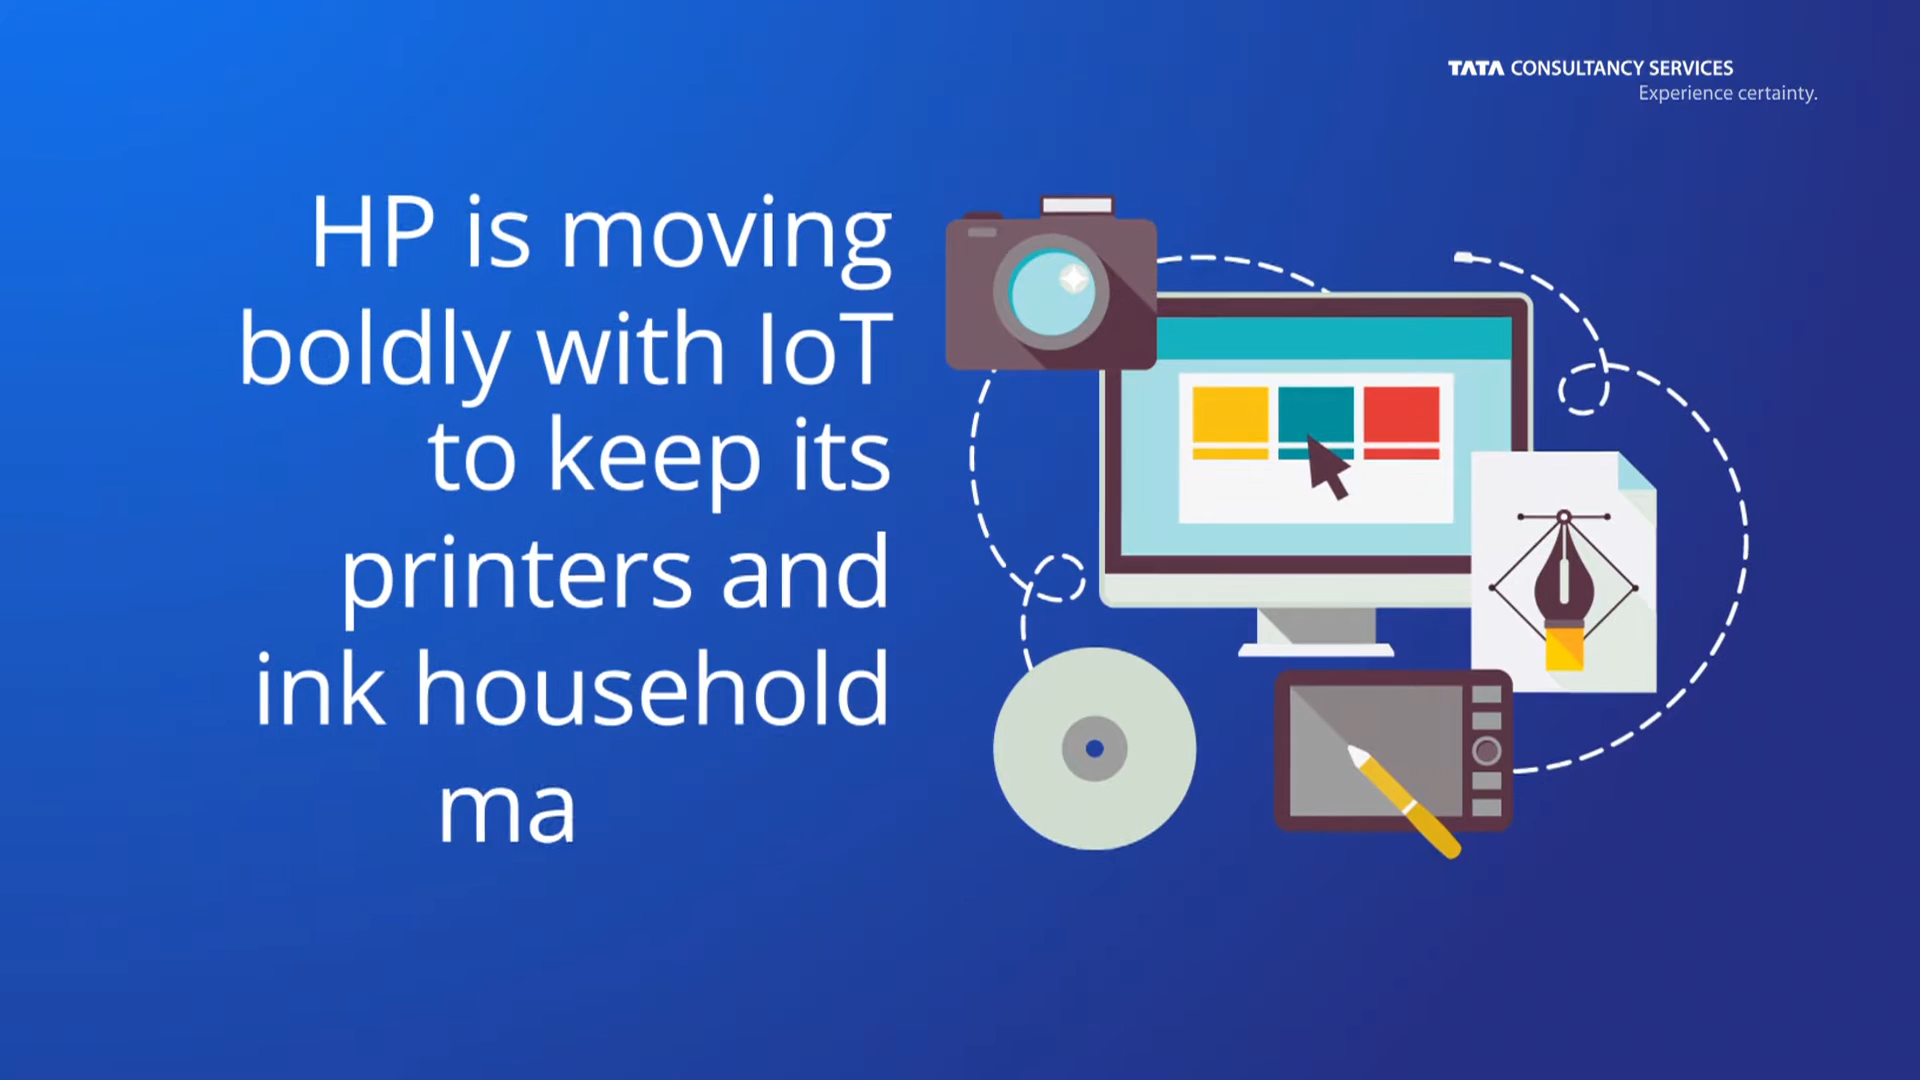 TATA CONSULTANCY SERVICES
Experience certainty.
HP is moving
boldly with IoT
to keep its
printers and
ink household
ma